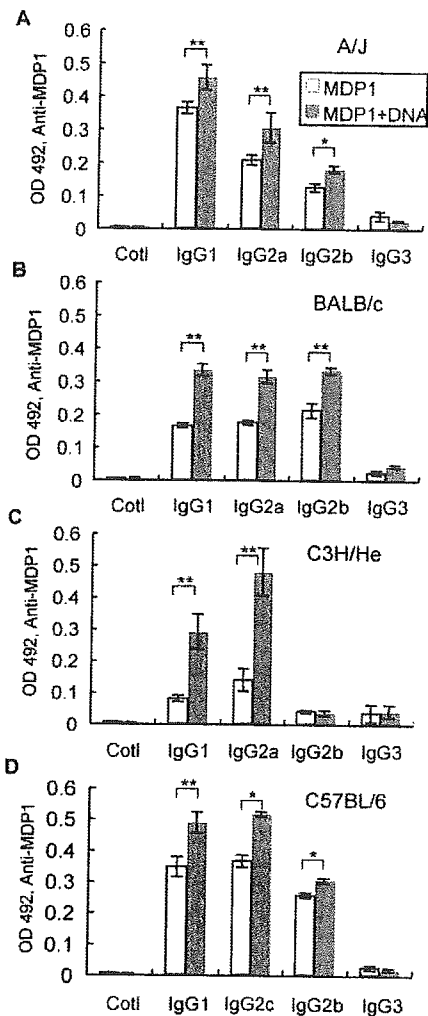 A
A/J
OD 492, Anti-MDP1
0.6
0.5
0.4
0.3
0.2
0.1
0
**
**
*
MDP1
MDP1+DNA
Cotl IgG1 IgG2a IgG2b IgG3
B
BALB/c
OD 492, Anti-MDP1
0.6
0.5
0.4
0.3
0.2
0.1
0
**
**
**
Cotl IgG1 IgG2a IgG2b IgG3
C
C3H/He
OD 492, Anti-MDP1
0.6
0.5
0.4
0.3
0.2
0.1
0
**
**
Cotl IgG1 IgG2a IgG2b IgG3
D
C57BL/6
OD 492, Anti-MDP1
0.6
0.5
0.4
0.3
0.2
0.1
0
**
*
*
Cotl IgG1 IgG2c IgG2b IgG3